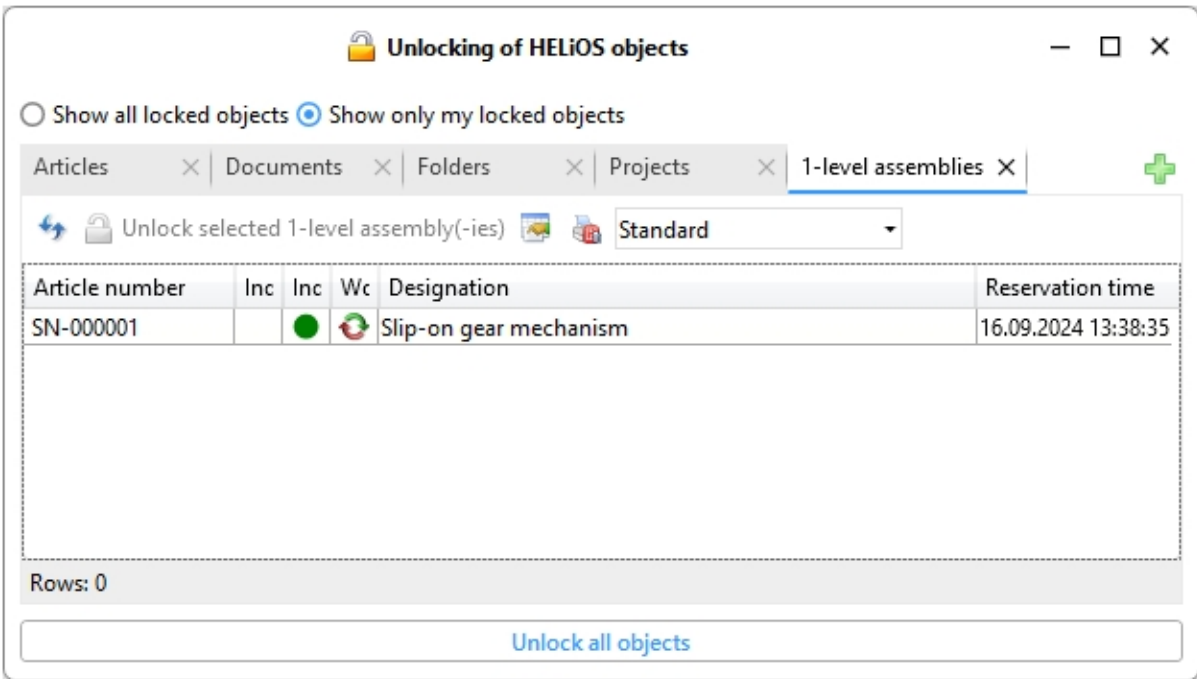 Unlocking of HELiOS objects
Show all locked objects Show only my locked objects
Articles Documents Folders Projects 1-level assemblies
Unlock selected 1-level assembly(-ies) Standard
Article number Inc Inc Wc Designation Reservation time
SN-000001 Slip-on gear mechanism 16.09.2024 13:38:35
Rows: 0
Unlock all objects